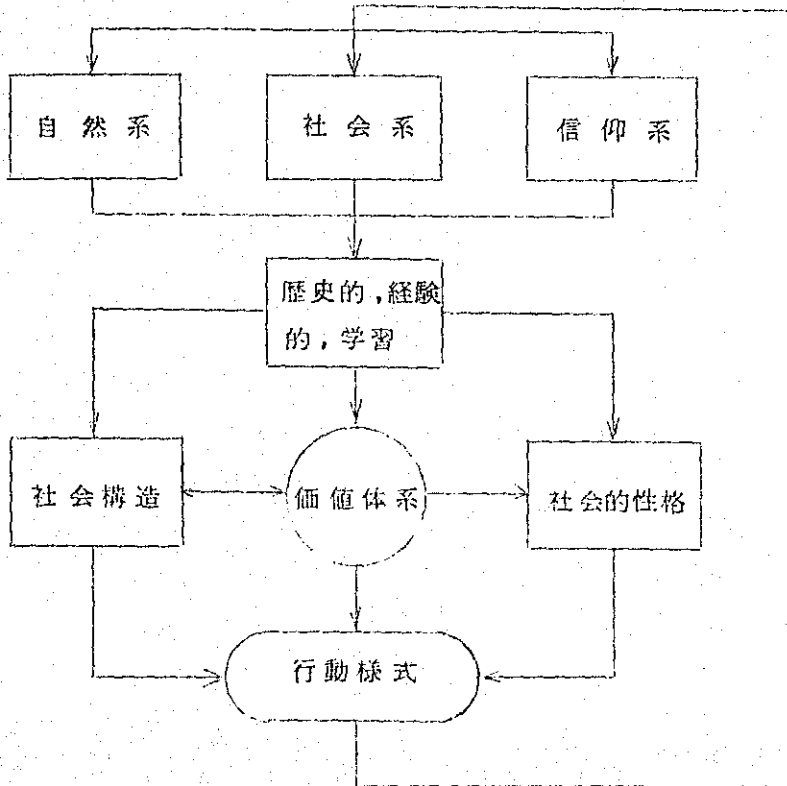 自然系
社会系
信仰系
歴史的,経験
的,学習
社会構造
価値体系
社会的性格
行動様式